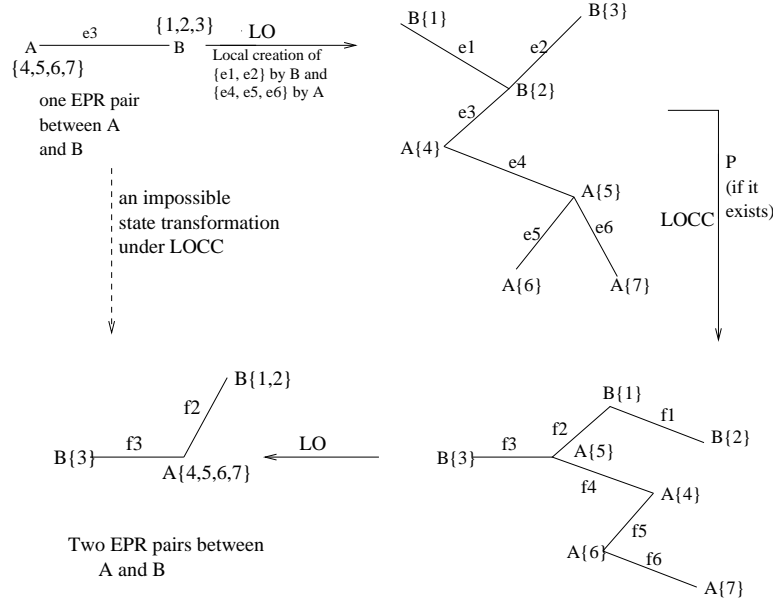 {1,2,3}
A
e3
B
{4,5,6,7}
LO
Local creation of
{e1, e2} by B and
{e4, e5, e6} by A
one EPR pair
between A
and B
B{1}
B{3}
e1
e2
B{2}
e3
A{4}
e4
A{5}
e5
e6
A{6}
A{7}
P
(if it
exists)
LOCC
an impossible
state transformation
under LOCC
B{1,2}
f2
B{3}
f3
A{4,5,6,7}
LO
Two EPR pairs between
A and B
B{1}
f1
B{2}
f2
B{3}
f3
A{5}
f4
A{4}
f5
A{6}
f6
A{7}